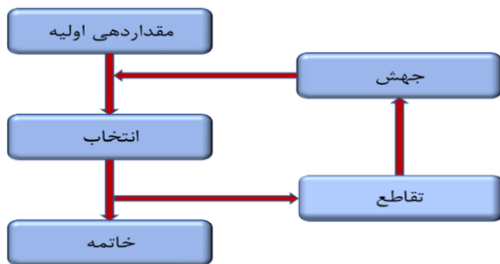 مقداردهی اولیه
جهش
انتخاب
تقاطع
خاتمه